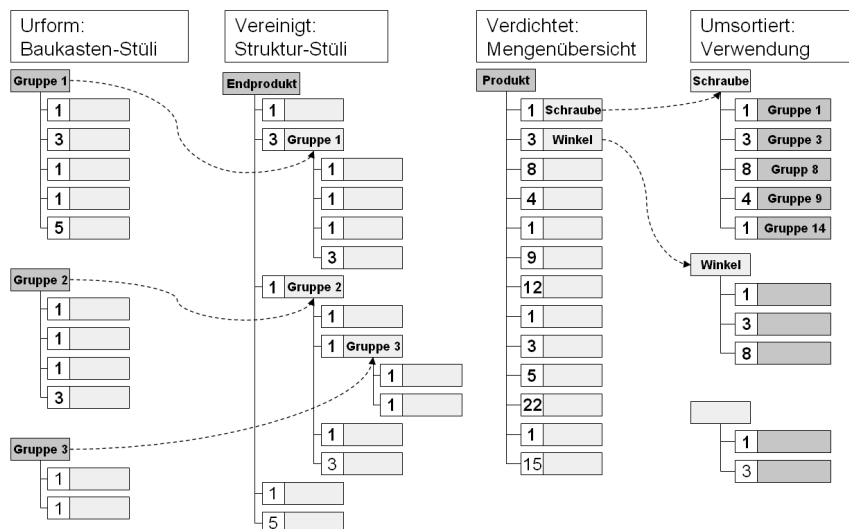 Urform:
Baukasten-Stüli
Gruppe 1
1
3
1
1
5
Gruppe 2
1
1
1
3
Gruppe 3
1
1
Vereinigt:
Struktur-Stüli
Endprodukt
1
3 Gruppe 1
1
1
1
3
1 Gruppe 2
1
1 Gruppe 3
1
1
1
3
1
5
Verdichtet:
Mengenübersicht
Produkt
1 Schraube
3 Winkel
8
4
1
9
12
1
3
5
22
1
15
Umsortiert:
Verwendung
Schraube
1 Gruppe 1
3 Gruppe 3
8 Grupp 8
4 Gruppe 9
1 Gruppe 14
Winkel
1
3
8
1
3